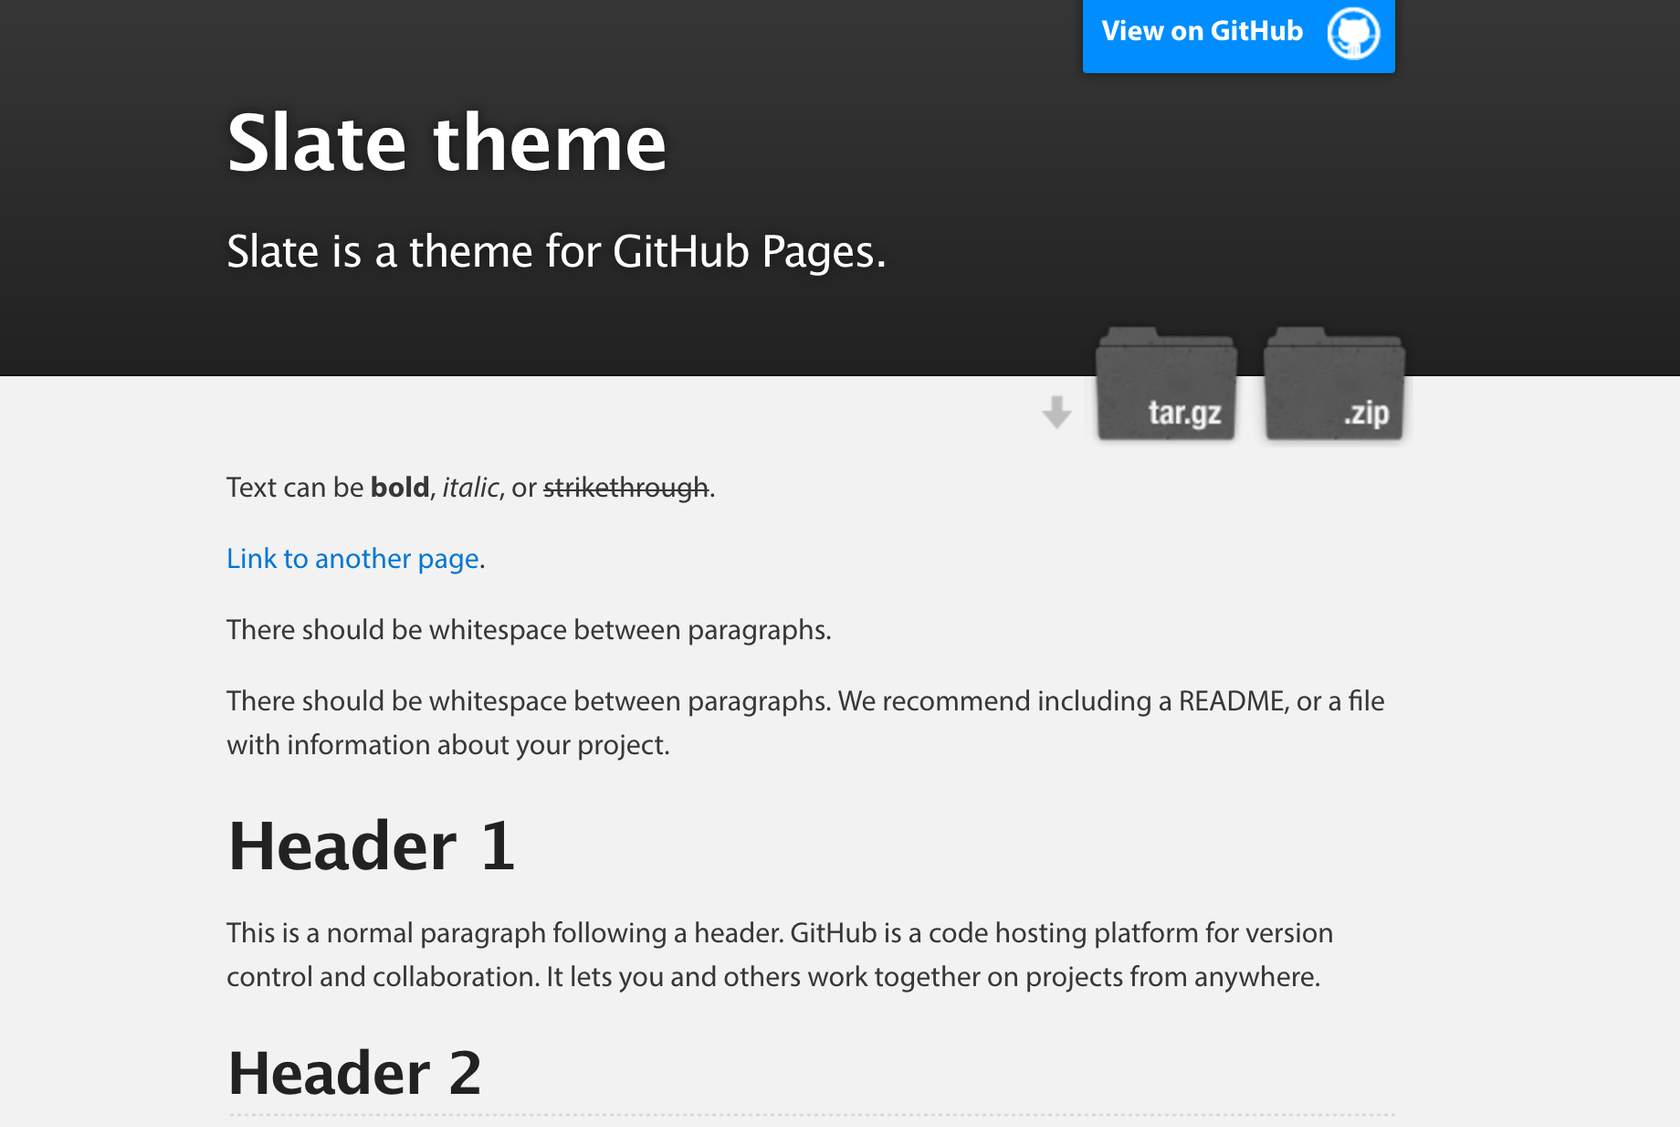 View on GitHub
Slate theme
Slate is a theme for GitHub Pages.
tar.gz
.zip
Text can be bold, italic, or strikethrough.
Link to another page.
There should be whitespace between paragraphs.
There should be whitespace between paragraphs. We recommend including a README, or a file
with information about your project.
Header 1
This is a normal paragraph following a header. GitHub is a code hosting platform for version
control and collaboration. It lets you and others work together on projects from anywhere.
Header 2